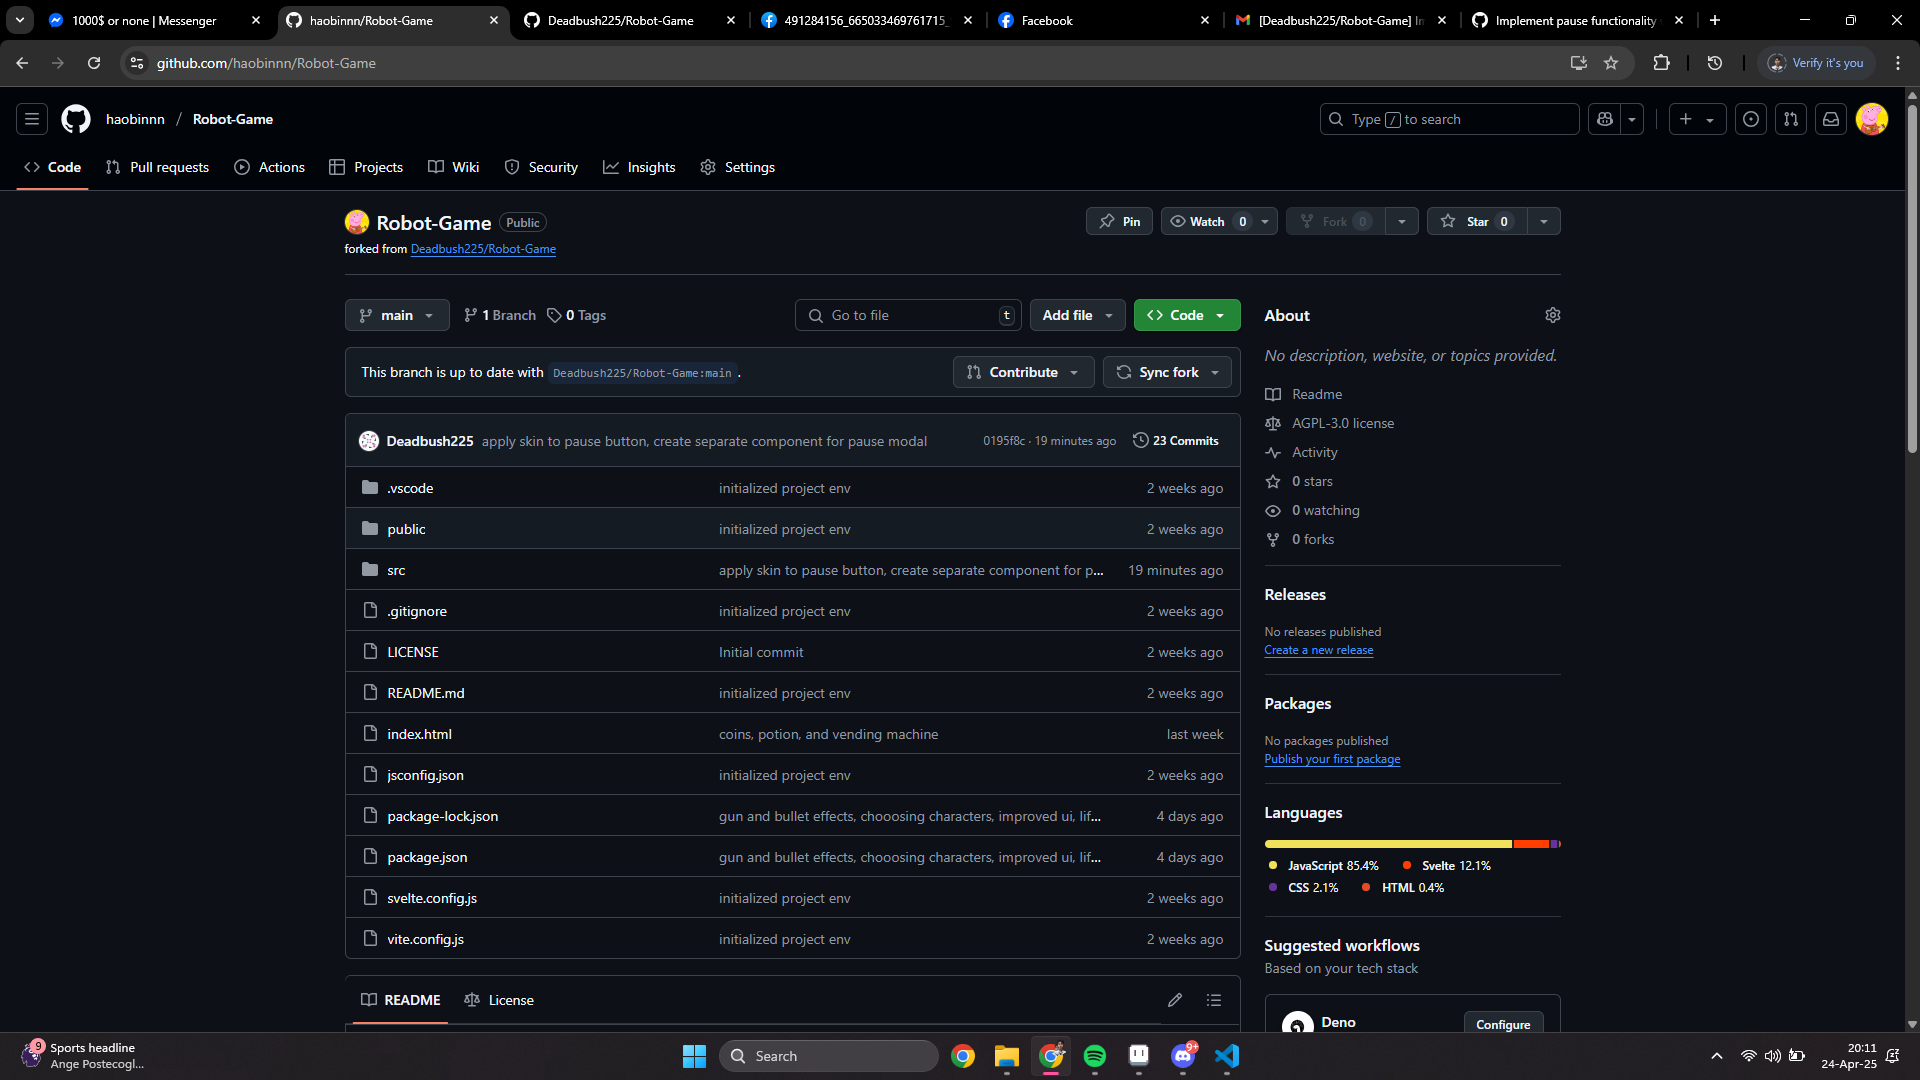 1000$ or none | Messenger
haobinnn/Robot-Game
Deadbush225/Robot-Game
491284156_665033469761715_
Facebook
[Deadbush225/Robot-Game] Im
Implement pause functionality
github.com/haobinnn/Robot-Game
Verify it's you
haobinnn / Robot-Game
Type / to search
Code
Pull requests
Actions
Projects
Wiki
Security
Insights
Settings
Robot-Game Public
forked from Deadbush225/Robot-Game
Pin
Watch 0
Fork 0
Star 0
main
1 Branch
0 Tags
Go to file t
Add file
Code
This branch is up to date with Deadbush225/Robot-Game:main .
Contribute
Sync fork
Deadbush225 apply skin to pause button, create separate component for pause modal 0195f8c · 19 minutes ago 23 Commits
.vscode initialized project env 2 weeks ago
public initialized project env 2 weeks ago
src apply skin to pause button, create separate component for p... 19 minutes ago
.gitignore initialized project env 2 weeks ago
LICENSE Initial commit 2 weeks ago
README.md initialized project env 2 weeks ago
index.html coins, potion, and vending machine last week
jsconfig.json initialized project env 2 weeks ago
package-lock.json gun and bullet effects, chooosing characters, improved ui, lif... 4 days ago
package.json gun and bullet effects, chooosing characters, improved ui, lif... 4 days ago
svelte.config.js initialized project env 2 weeks ago
vite.config.js initialized project env 2 weeks ago
README
License
About
No description, website, or topics provided.
Readme
AGPL-3.0 license
Activity
0 stars
0 watching
0 forks
Releases
No releases published
Create a new release
Packages
No packages published
Publish your first package
Languages
JavaScript 85.4% Svelte 12.1%
CSS 2.1% HTML 0.4%
Suggested workflows
Based on your tech stack
Deno
Configure
9
Sports headline
Ange Postecogl...
Search
9+
20:11
24-Apr-25